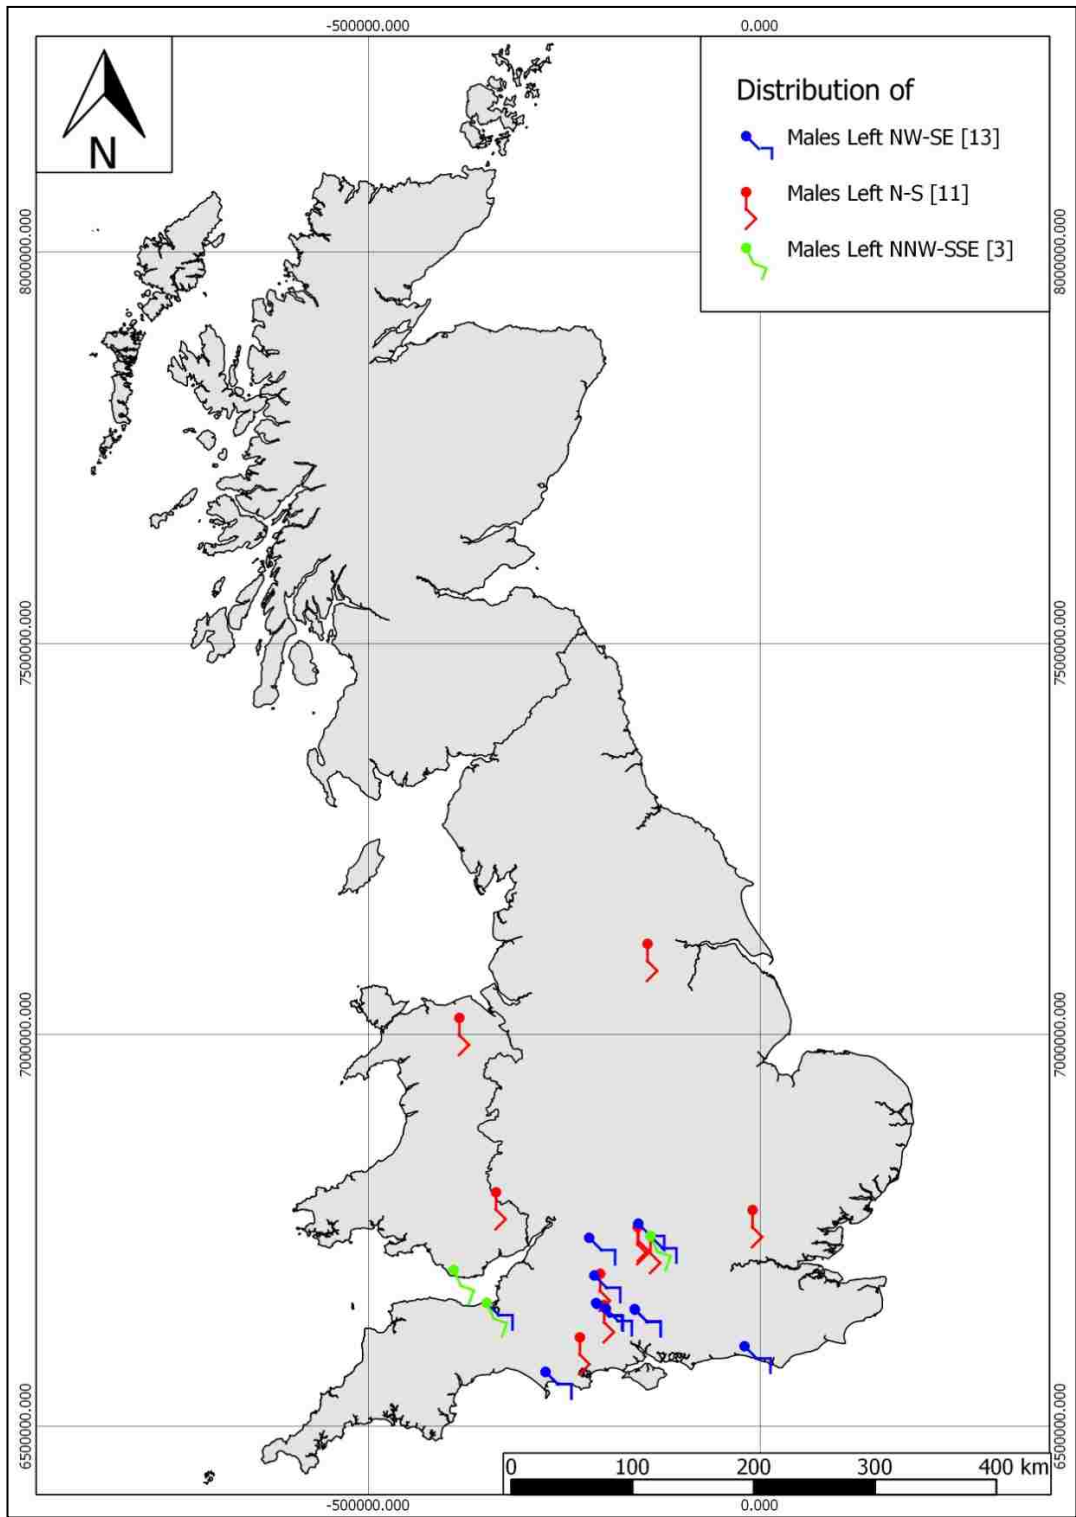 -500000.000 0.000
N
Distribution of
Males Left NW-SE [13]
Males Left N-S [11]
Males Left NNW-SSE [3]
8000000.000 8000000.000
7500000.000 7500000.000
7000000.000 7000000.000
6500000.000 6500000.000
0 100 200 300 400 km
-500000.000 0.000